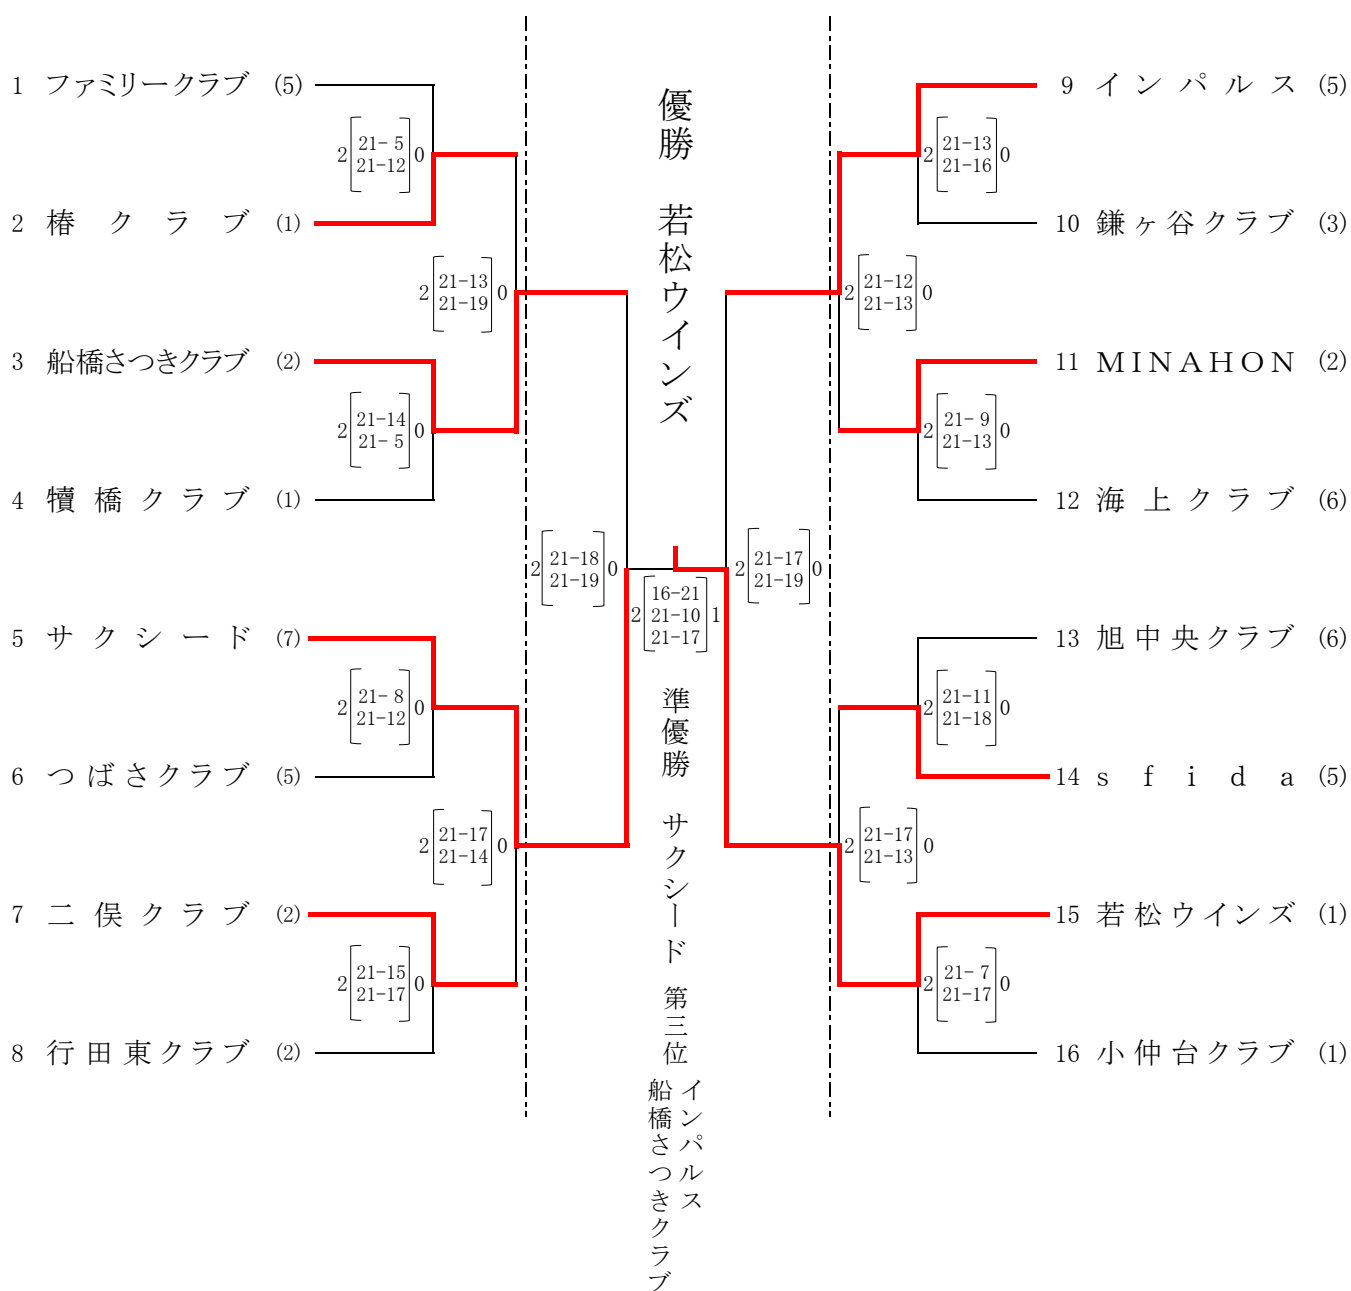 1 ファミリークラブ (5)
2 椿クラブ (1)
3 船橋さつきクラブ (2)
4 犢橋クラブ (1)
5 サクシード (7)
6 つばさクラブ (5)
7 二俣クラブ (2)
8 行田東クラブ (2)
2 21- 5 0
21-12
2 21-14 0
21- 5
2 21- 8 0
21-12
2 21-15 0
21-17
2 21-13 0
21-19
2 21-17 0
21-14
2 21-18 0
21-19
優勝 若松ウインズ
16-21
2 21-10 1
21-17
準優勝 サクシード
第三位
インパルス
船橋さつきクラブ
2 21-17 0
21-19
2 21-12 0
21-13
2 21-17 0
21-13
2 21-13 0
21-16
2 21- 9 0
21-13
2 21-11 0
21-18
2 21- 7 0
21-17
9 インパルス (5)
10 鎌ヶ谷クラブ (3)
11 MINAHON (2)
12 海上クラブ (6)
13 旭中央クラブ (6)
14 sfida (5)
15 若松ウインズ (1)
16 小仲台クラブ (1)